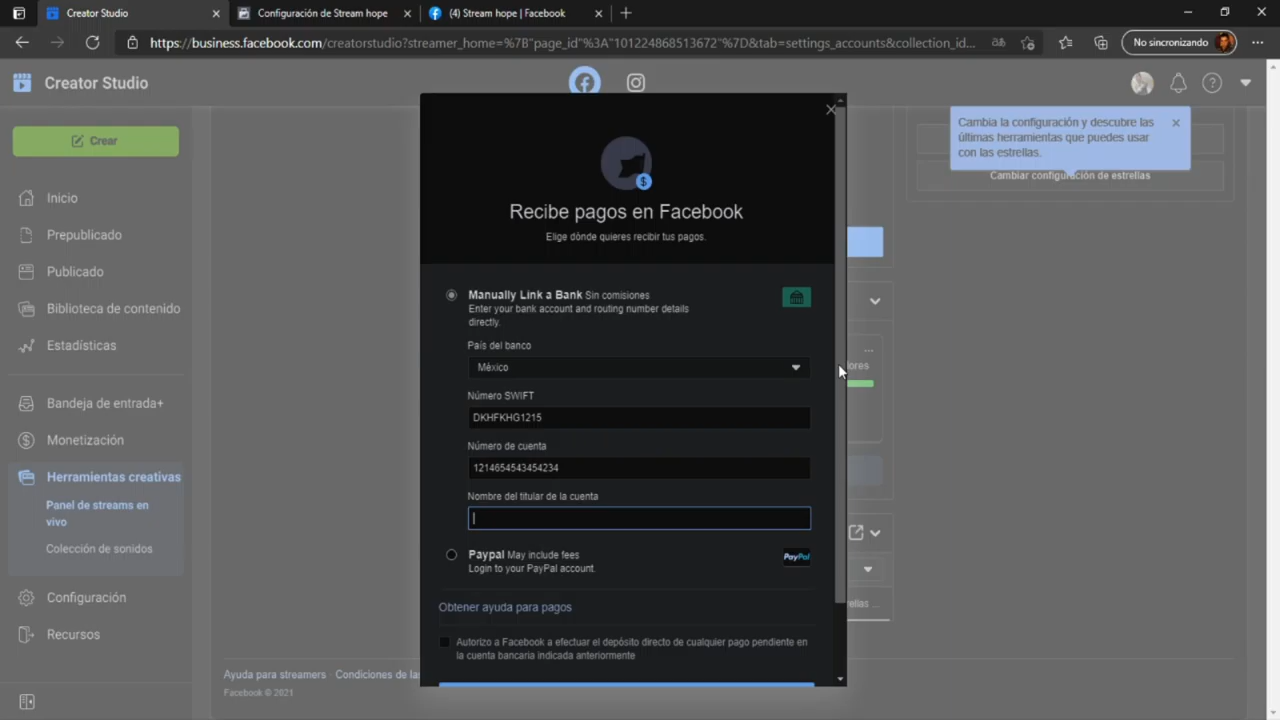 Creator Studio
Configuración de Stream hope
(4) Stream hope | Facebook
https://business.facebook.com/creatorstudio?streamer_home=%7B"page_id"%3A"101224868513672"%7D&tab=settings_accounts&collection_id...
No sincronizando
Creator Studio
Crear
Inicio
Prepublicado
Publicado
Biblioteca de contenido
Estadísticas
Bandeja de entrada+
Monetización
Herramientas creativas
Panel de streams en
vivo
Colección de sonidos
Configuración
Recursos
Cambia la configuración y descubre las
últimas herramientas que puedes usar
con las estrellas.
Cambiar configuración de estrellas
Recibe pagos en Facebook
Elige dónde quieres recibir tus pagos.
Manually Link a Bank Sin comisiones
Enter your bank account and routing number details
directly.
País del banco
México
Número SWIFT
DKHFKHG1215
Número de cuenta
1214654543454234
Nombre del titular de la cuenta
Paypal May include fees
Login to your PayPal account.
PayPal
Obtener ayuda para pagos
Autorizo a Facebook a efectuar el depósito directo de cualquier pago pendiente en
la cuenta bancaria indicada anteriormente
Ayuda para streamers Condiciones de la
Facebook © 2021